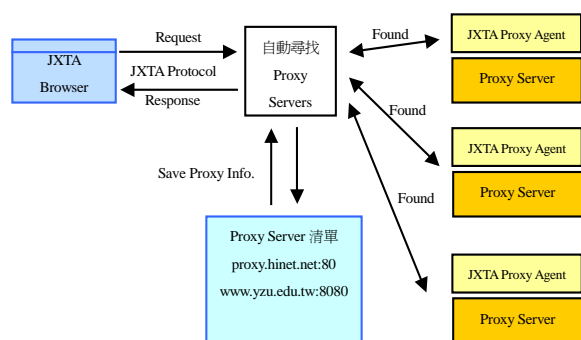 Request
JXTA
Browser
JXTA Protocol
Response
自動尋找
Proxy
Servers
Found
JXTA Proxy Agent
Proxy Server
Found
JXTA Proxy Agent
Proxy Server
Found
JXTA Proxy Agent
Proxy Server
Save Proxy Info.
Proxy Server 清單
proxy.hinet.net:80
www.yzu.edu.tw:8080